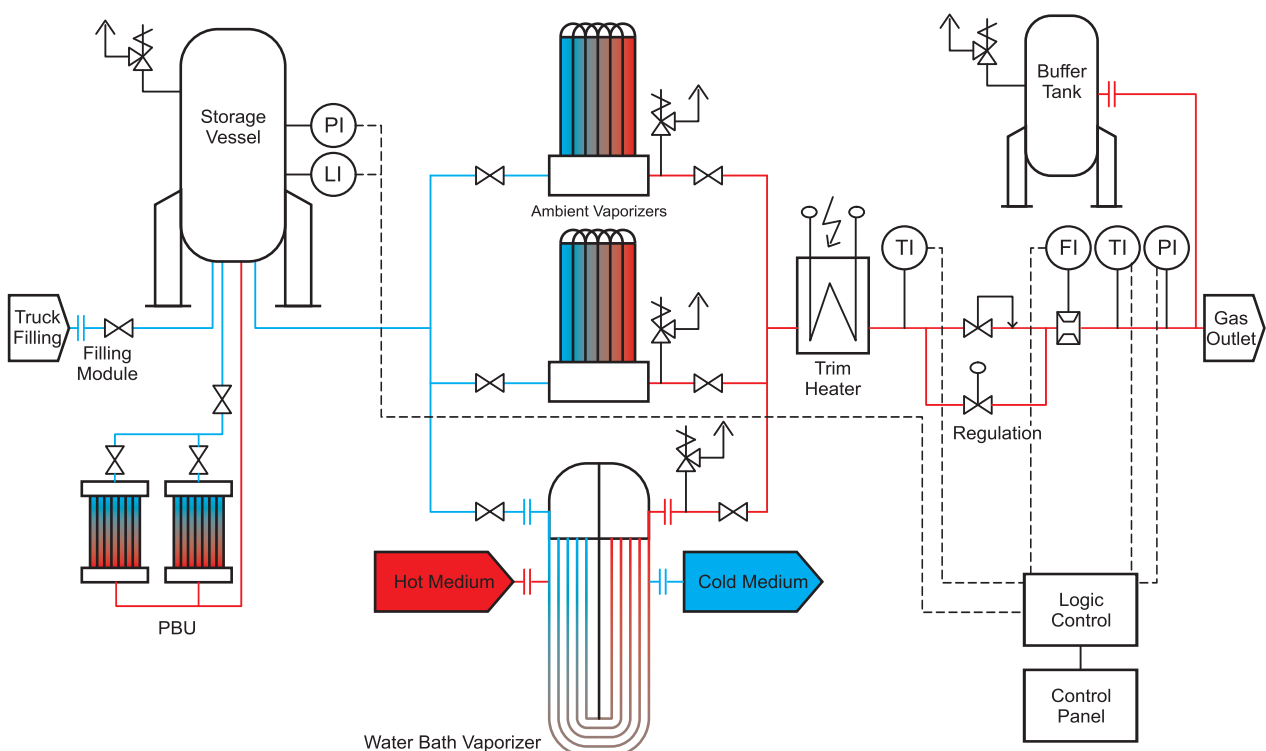 Storage
Vessel
PI
LI
Truck
Filling
Filling
Module
PBU
Ambient Vaporizers
Hot Medium
Cold Medium
Water Bath Vaporizer
Trim
Heater
TI
Regulation
FI
TI
PI
Buffer
Tank
Gas
Outlet
Logic
Control
Control
Panel